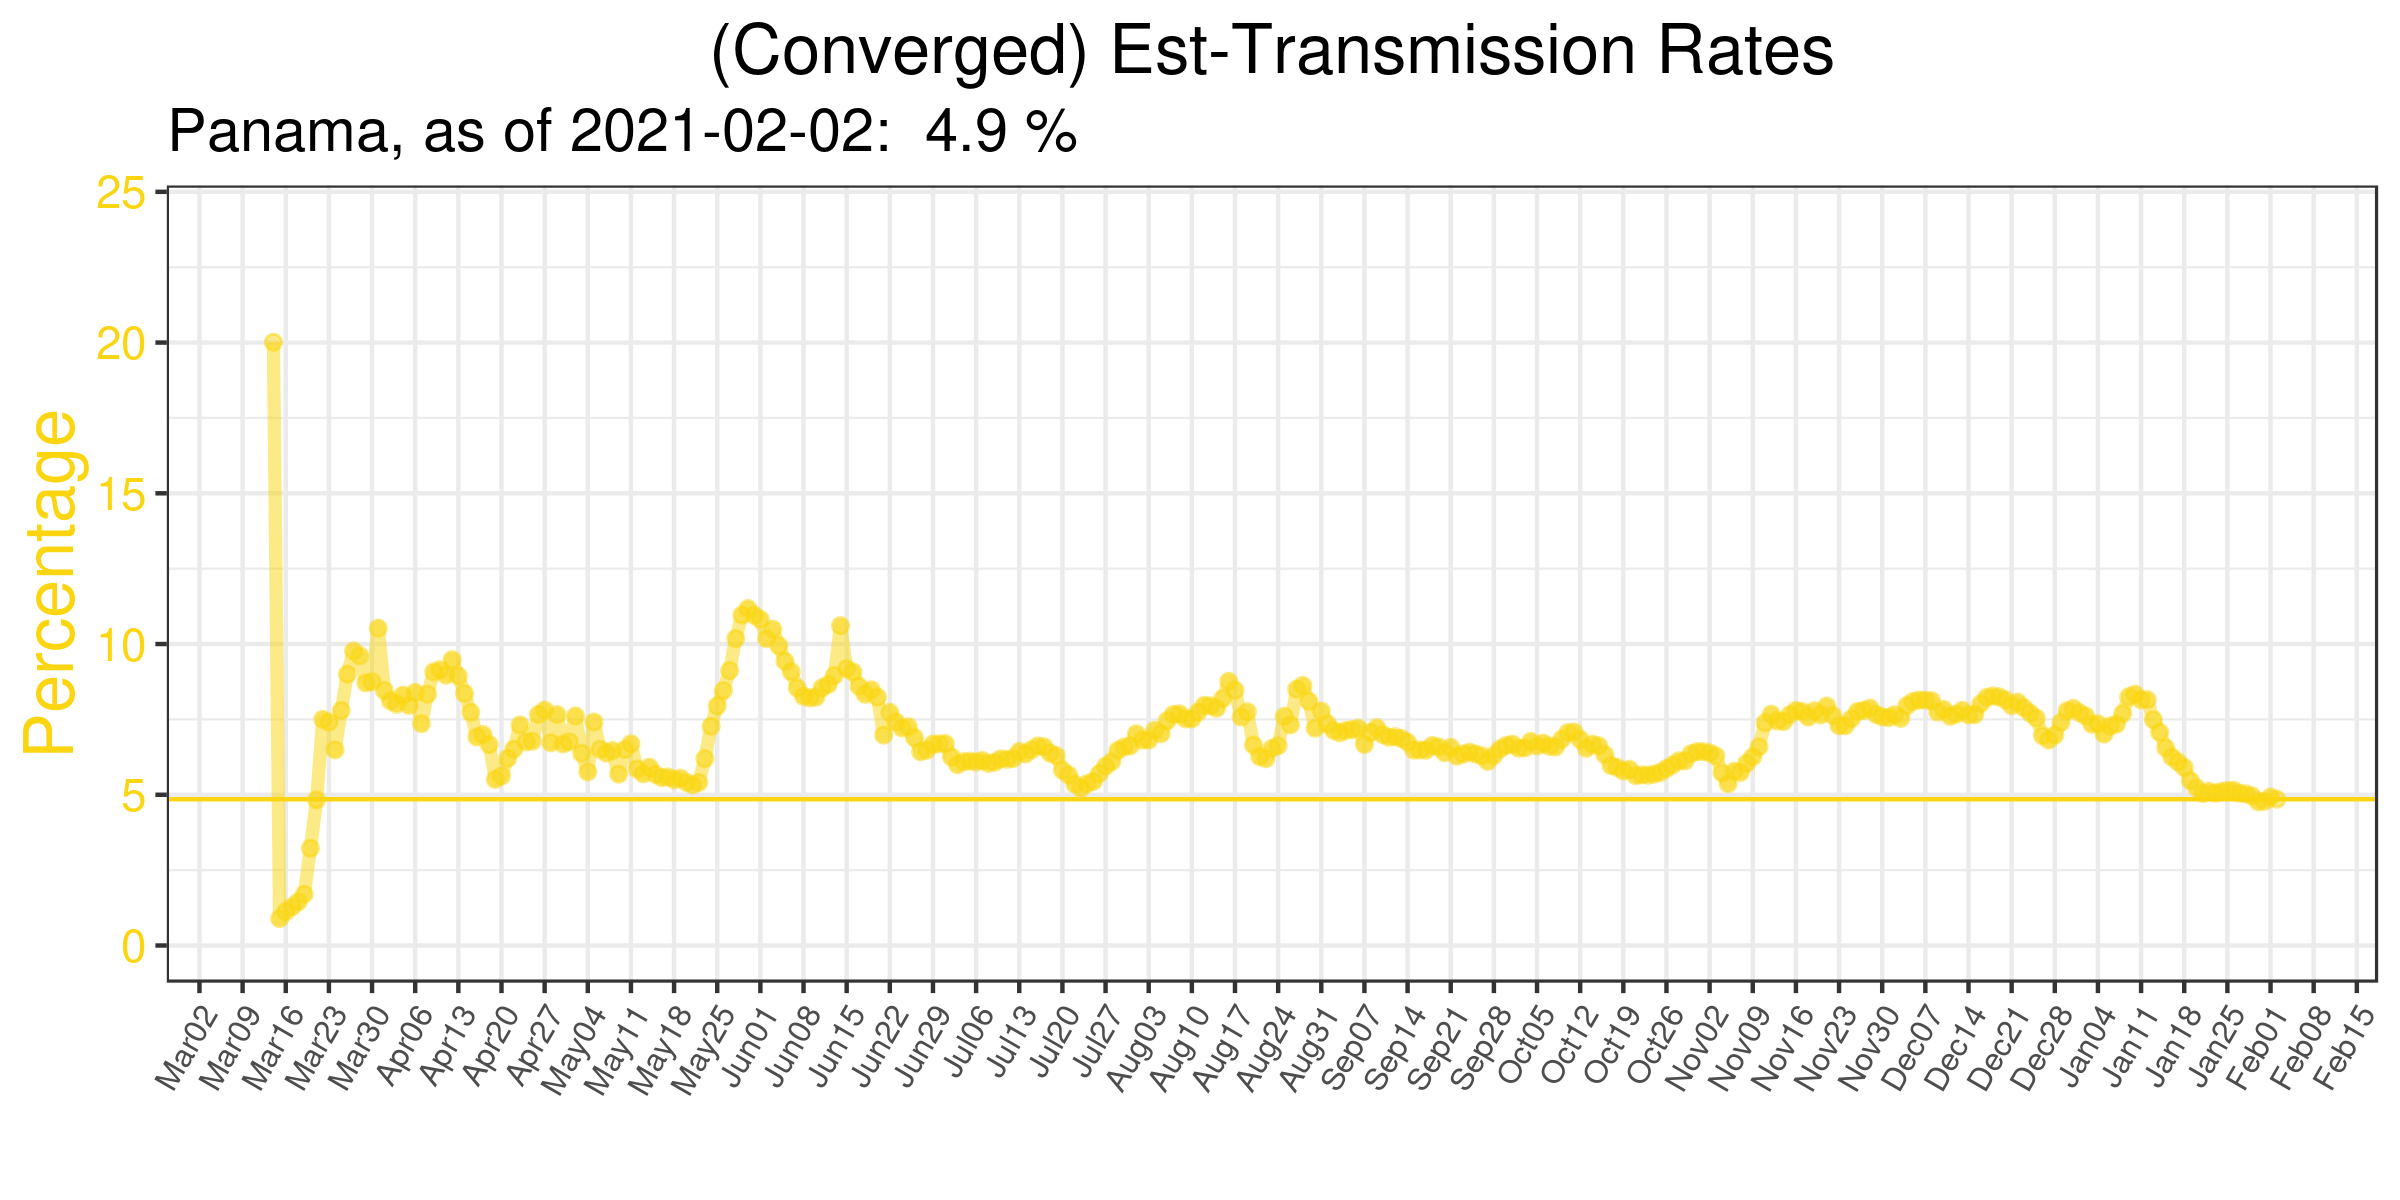 (Converged) Est-Transmission Rates
Panama, as of 2021-02-02:  4.9 %
Percentage
25
20
15
10
5
0
Mar02 Mar09 Mar16 Mar23 Mar30 Apr06 Apr13 Apr20 Apr27 May04 May11 May18 May25 Jun01 Jun08 Jun15 Jun22 Jun29 Jul06 Jul13 Jul20 Jul27 Aug03 Aug10 Aug17 Aug24 Aug31 Sep07 Sep14 Sep21 Sep28 Oct05 Oct12 Oct19 Oct26 Nov02 Nov09 Nov16 Nov23 Nov30 Dec07 Dec14 Dec21 Dec28 Jan04 Jan11 Jan18 Jan25 Feb01 Feb08 Feb15